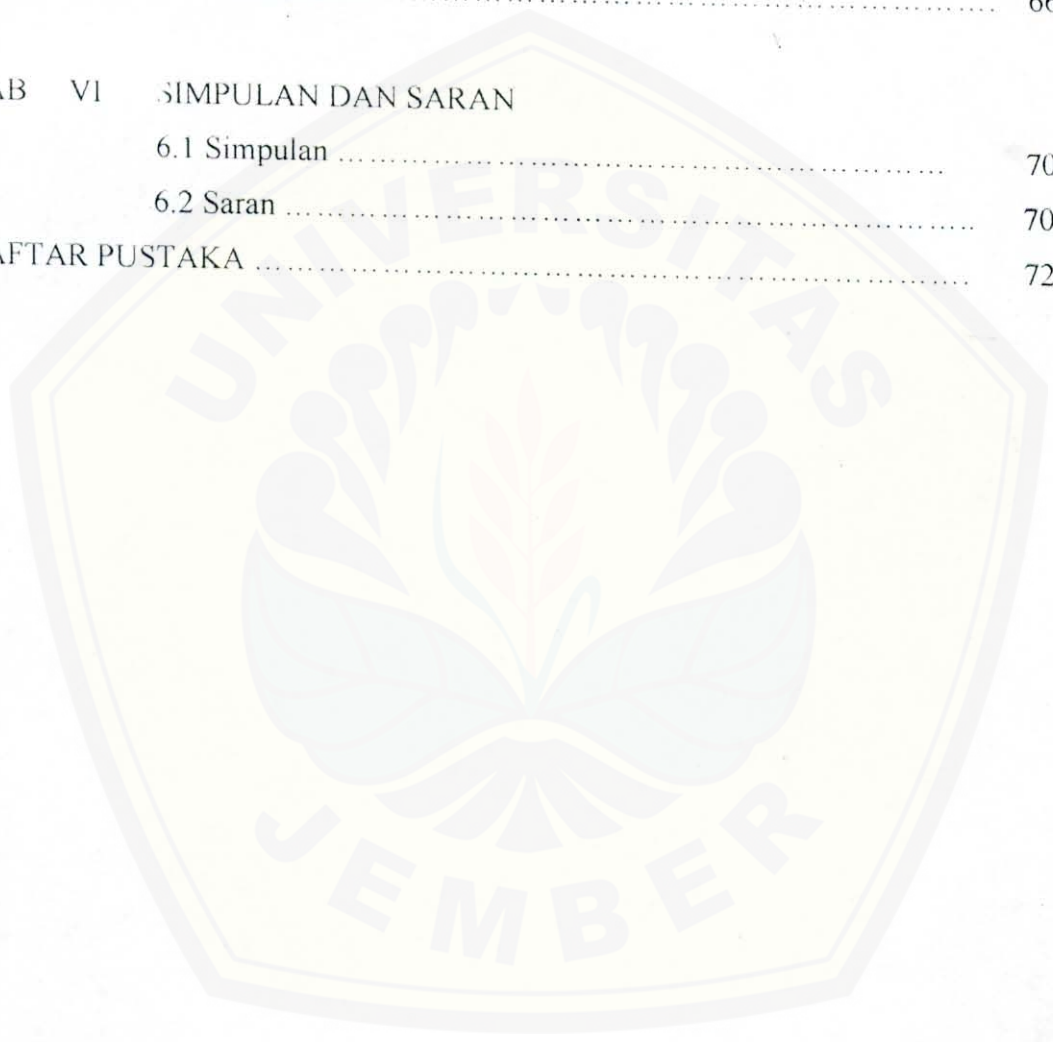 ........................................................................ 66
AB VI SIMPULAN DAN SARAN
6.1 Simpulan ........................................................................ 70
6.2 Saran ........................................................................ 70
AFTAR PUSTAKA ........................................................................ 72
UNIVERSITAS
JEMBER